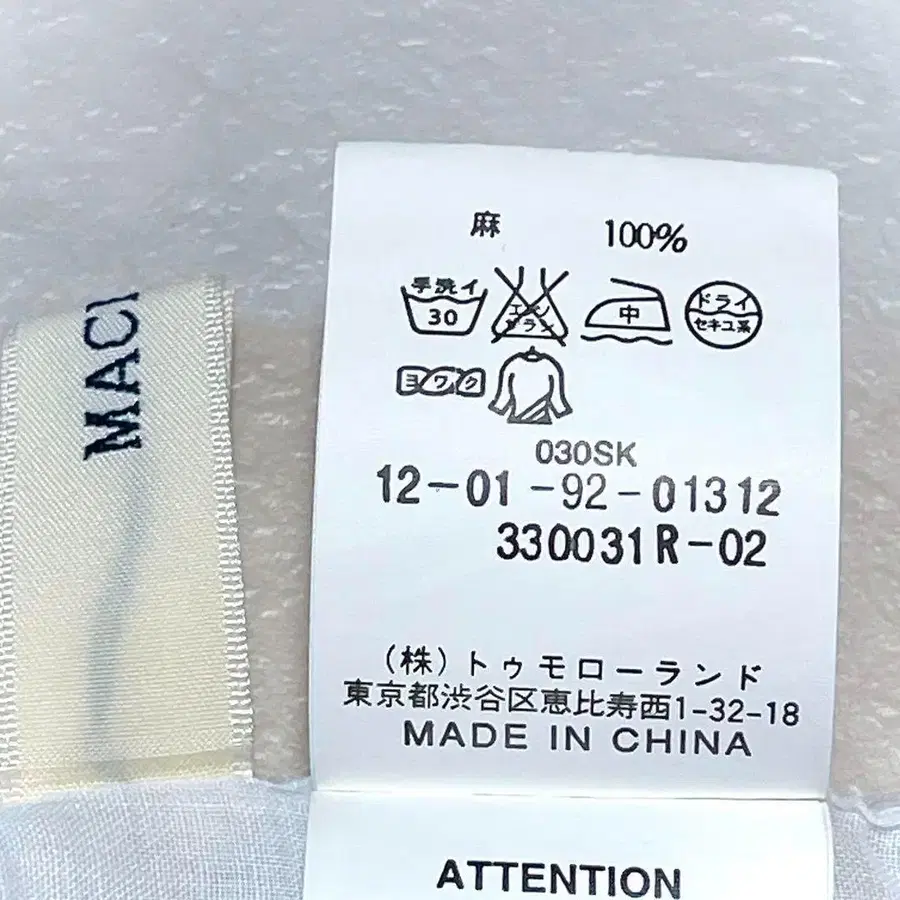 MACI
麻 100%
手洗イ
30
エンソ
サラシ
中
ドライ
セキユ系
ヨワク
030SK
12-01-92-01312
330031R-02
(株)トゥモローランド
東京都渋谷区恵比寿西1-32-18
MADE IN CHINA
ATTENTION